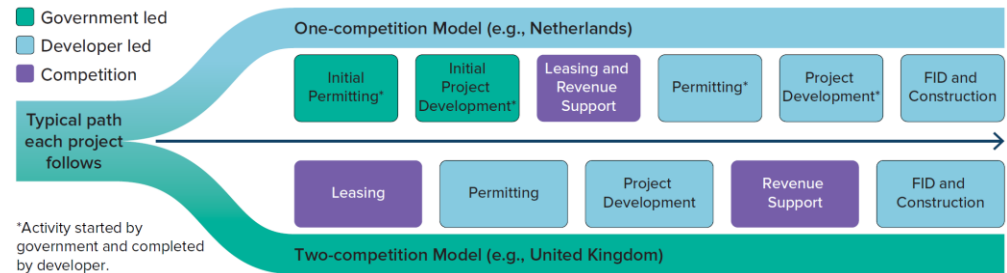 Government led
Developer led
Competition
Typical path
each project
follows
*Activity started by
government and completed
by developer.
One-competition Model (e.g., Netherlands)
Initial
Permitting*
Initial
Project
Development*
Leasing and
Revenue
Support
Permitting*
Project
Development*
FID and
Construction
Leasing
Permitting
Project
Development
Revenue
Support
FID and
Construction
Two-competition Model (e.g., United Kingdom)